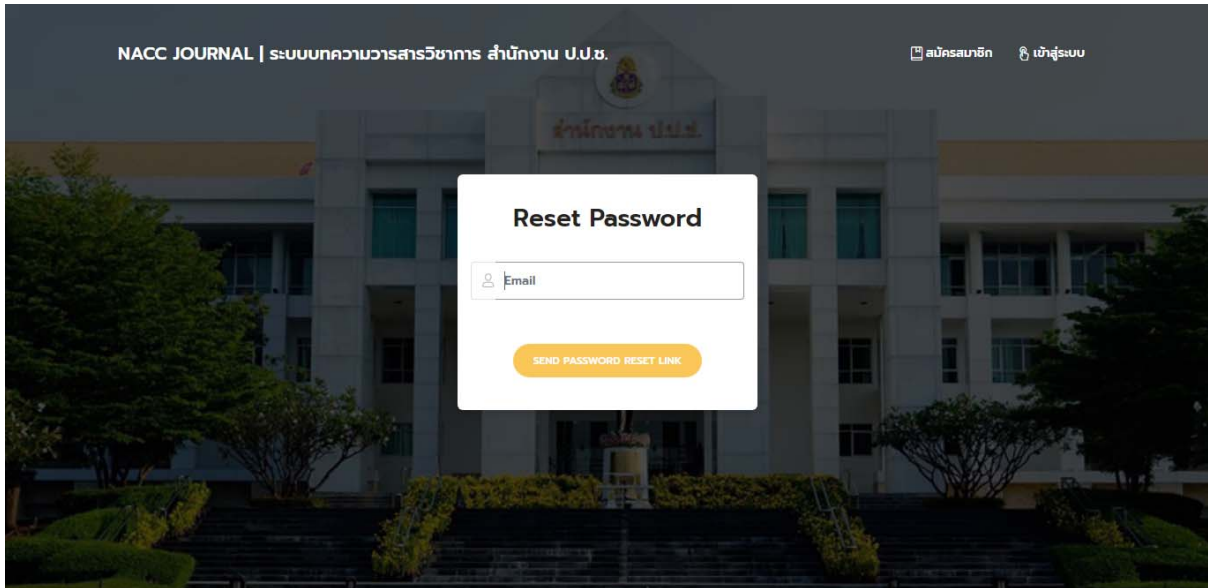 NACC JOURNAL | ระบบบทความวารสารวิชาการ สำนักงาน ป.ป.ช.
สมัครสมาชิก
เข้าสู่ระบบ
สำนักงาน ป.ป.ช.
Reset Password
Email
SEND PASSWORD RESET LINK